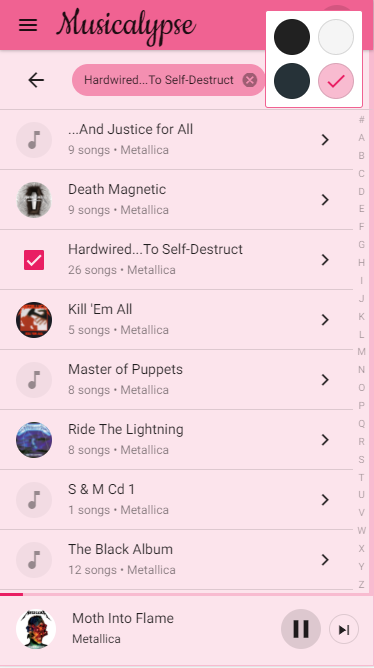 Musicalypse
Hardwired...To Self-Destruct
...And Justice for All
9 songs • Metallica
Death Magnetic
9 songs • Metallica
Hardwired...To Self-Destruct
26 songs • Metallica
Kill 'Em All
5 songs • Metallica
Master of Puppets
8 songs • Metallica
Ride The Lightning
8 songs • Metallica
S & M Cd 1
1 songs • Metallica
The Black Album
12 songs • Metallica
#
A
B
C
D
E
F
G
H
I
J
K
L
M
N
O
P
Q
R
S
T
U
V
W
X
Y
Z
Moth Into Flame
Metallica